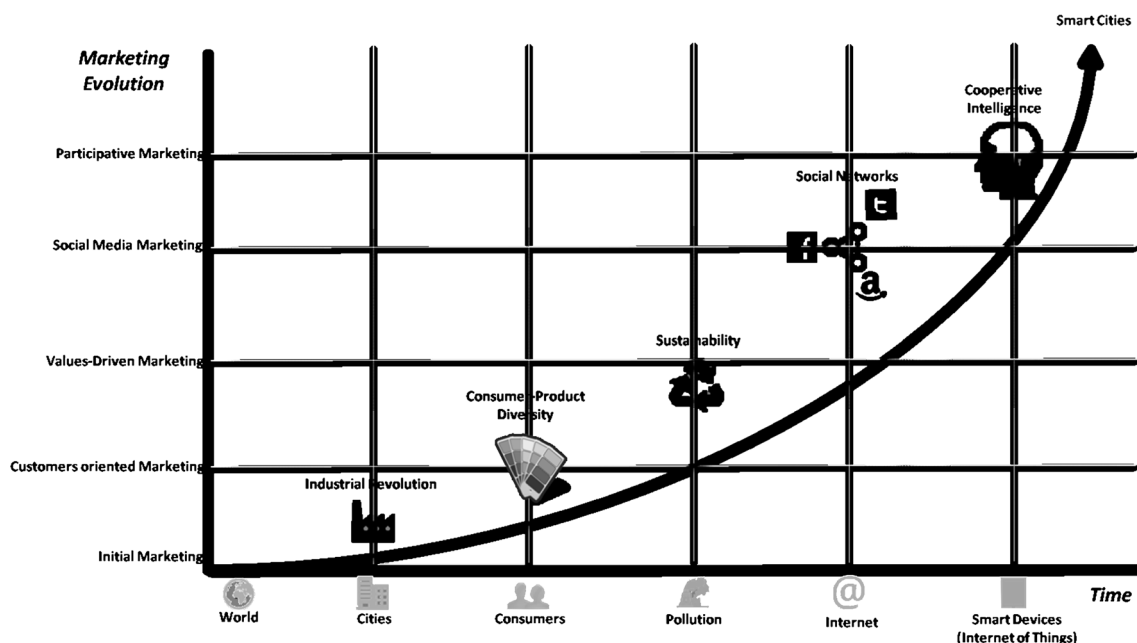 Smart Cities
Marketing
Evolution
Cooperative
Intelligence
Participative Marketing
Social Networks
t
Social Media Marketing
f
a
Sustainability
Values-Driven Marketing
Consumer-Product
Diversity
Customers oriented Marketing
Industrial Revolution
Initial Marketing
@
Time
World
Cities
Consumers
Pollution
Internet
Smart Devices
(Internet of Things)